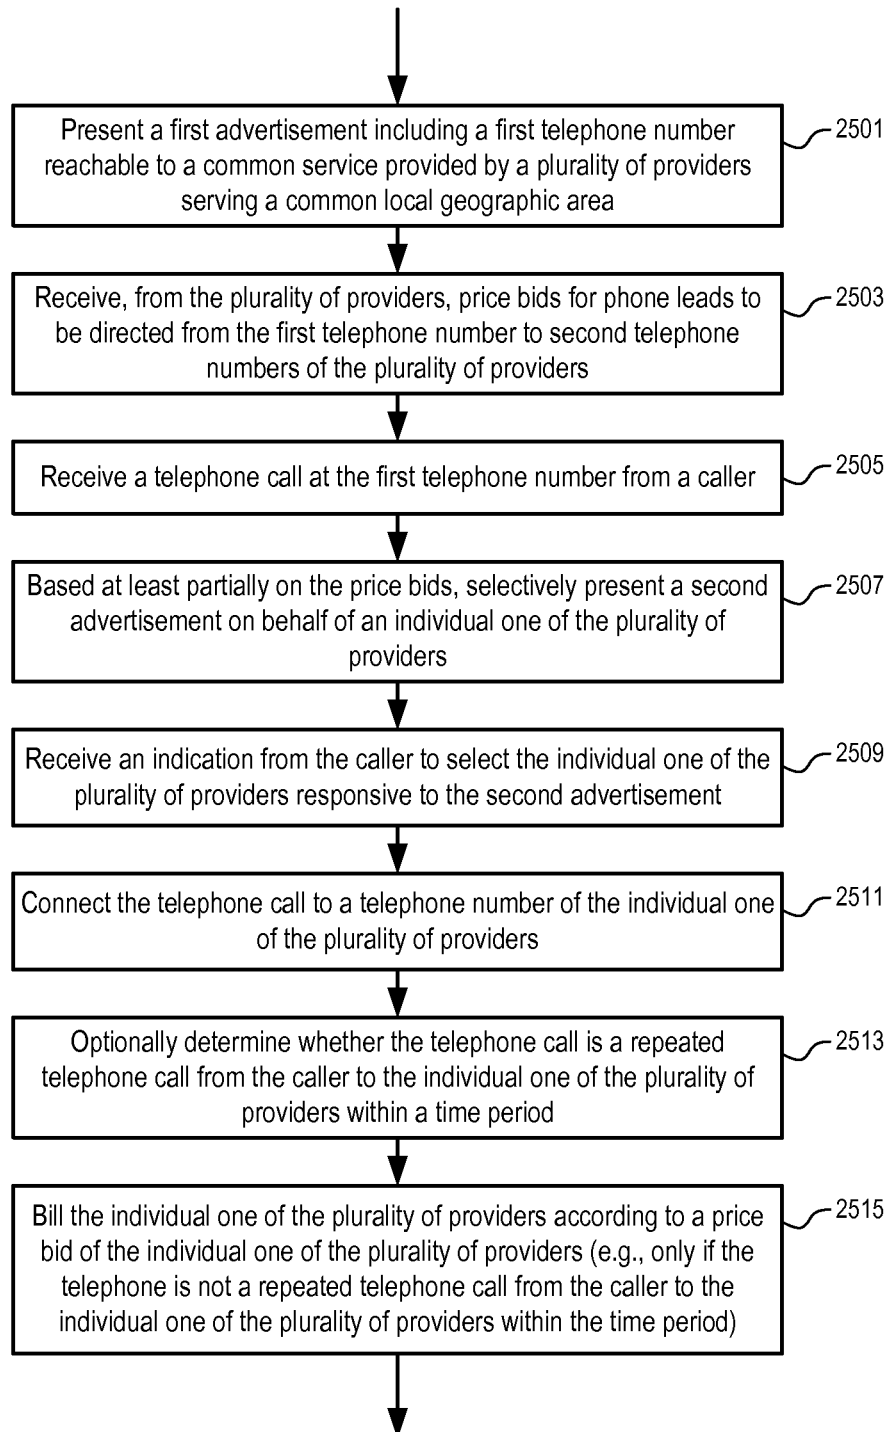 Present a first advertisement including a first telephone number
reachable to a common service provided by a plurality of providers
serving a common local geographic area
2501
Receive, from the plurality of providers, price bids for phone leads to
be directed from the first telephone number to second telephone
numbers of the plurality of providers
2503
Receive a telephone call at the first telephone number from a caller
2505
Based at least partially on the price bids, selectively present a second
advertisement on behalf of an individual one of the plurality of
providers
2507
Receive an indication from the caller to select the individual one of the
plurality of providers responsive to the second advertisement
2509
Connect the telephone call to a telephone number of the individual one
of the plurality of providers
2511
Optionally determine whether the telephone call is a repeated
telephone call from the caller to the individual one of the plurality of
providers within a time period
2513
Bill the individual one of the plurality of providers according to a price
bid of the individual one of the plurality of providers (e.g., only if the
telephone is not a repeated telephone call from the caller to the
individual one of the plurality of providers within the time period)
2515